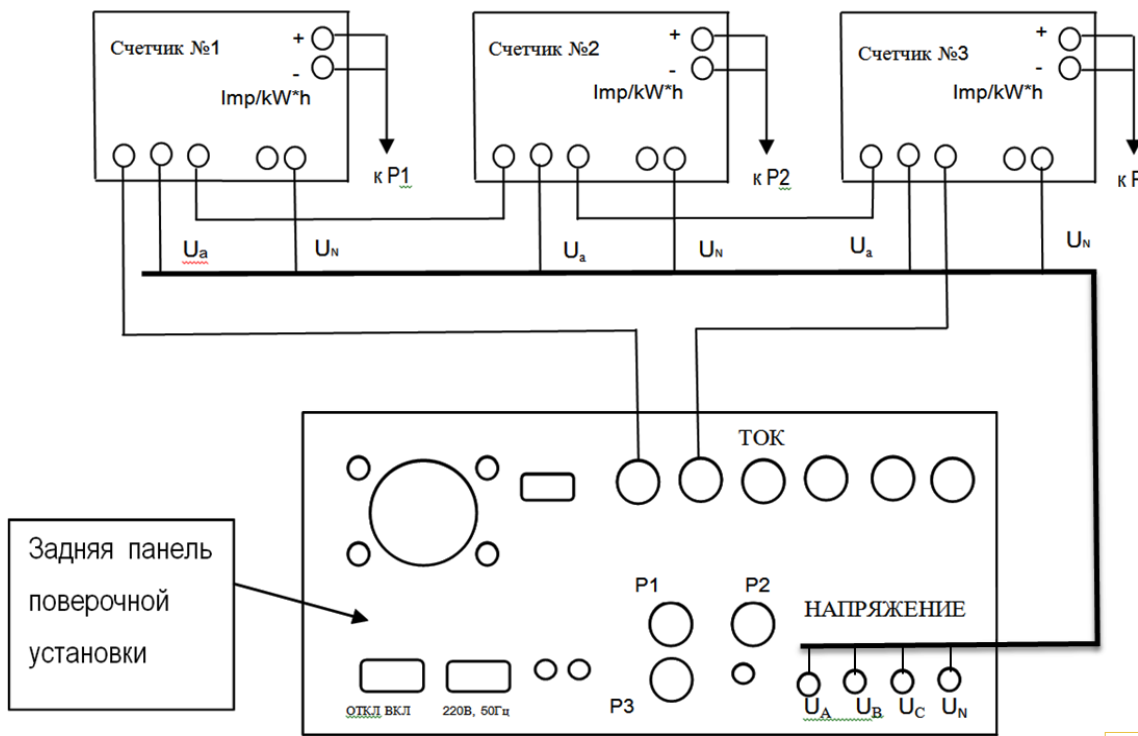 Счетчик №1
+
-
Imp/kW*h
к P1
Счетчик №2
+
-
Imp/kW*h
к P2
Счетчик №3
+
-
Imp/kW*h
к P
Ua
UN
Ua
UN
Ua
UN
ТОК
Задняя панель
поверочной
установки
P1
P2
НАПРЯЖЕНИЕ
P3
ОТКЛ ВКЛ
220В, 50Гц
UA
UB
UC
UN